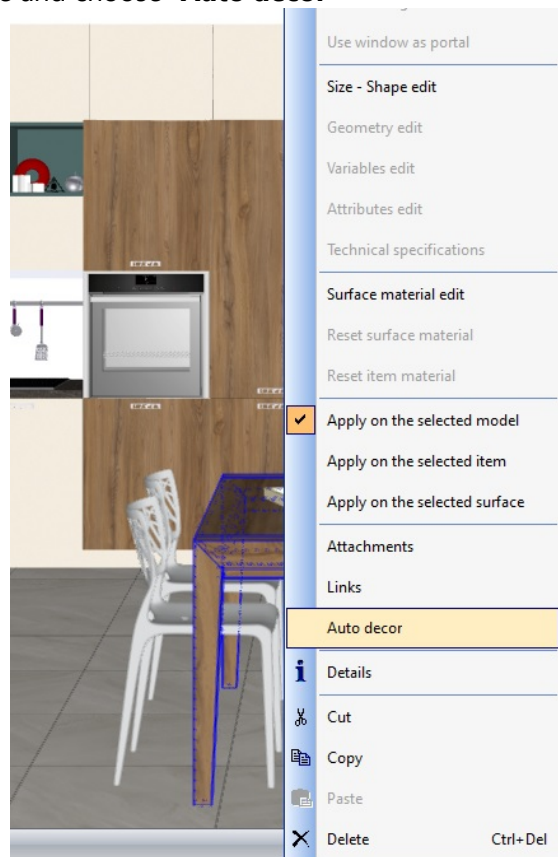 and choose "Auto decor"
Use window as portal
Size - Shape edit
Geometry edit
Variables edit
Attributes edit
Technical specifications
Surface material edit
Reset surface material
Reset item material
Apply on the selected model
Apply on the selected item
Apply on the selected surface
Attachments
Links
Auto decor
Details
Cut
Copy
Paste
Delete Ctrl+Del